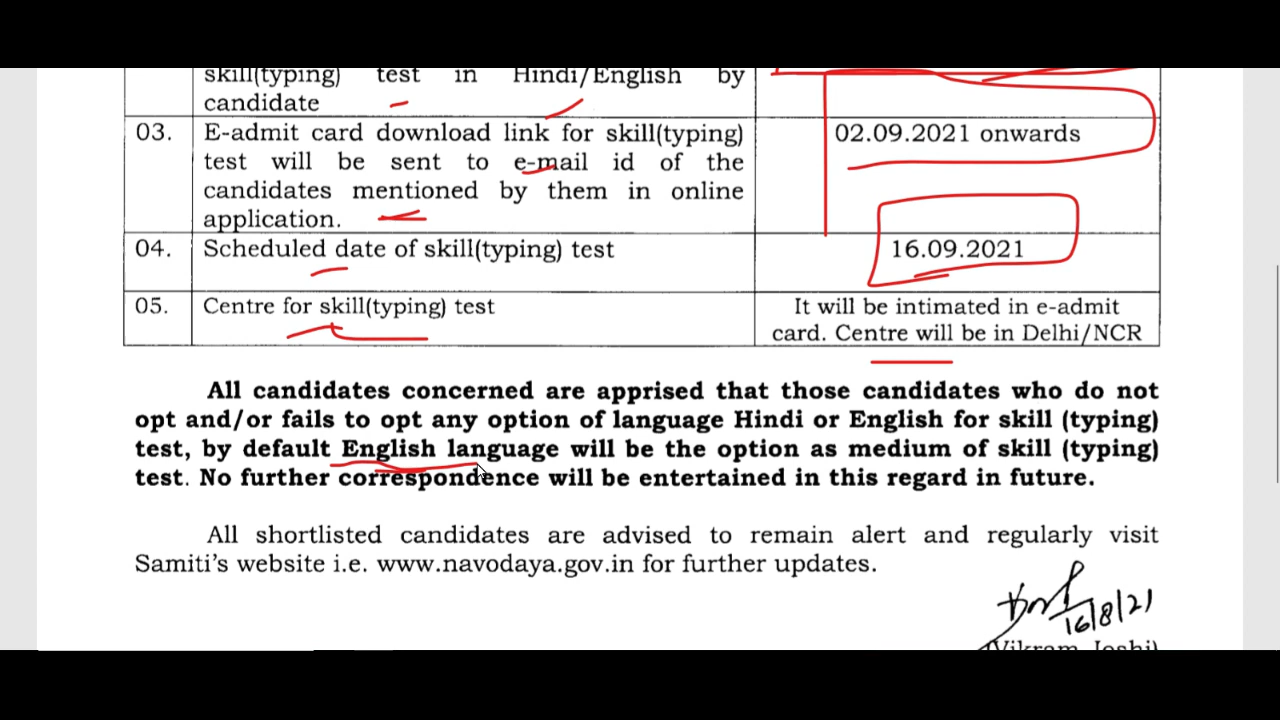 skill(typing) test in Hindi/English by
candidate
03. E-admit card download link for skill(typing) 02.09.2021 onwards
test will be sent to e-mail id of the
candidates mentioned by them in online
application.
04. Scheduled date of skill(typing) test 16.09.2021
05. Centre for skill(typing) test It will be intimated in e-admit
card. Centre will be in Delhi/NCR
All candidates concerned are apprised that those candidates who do not
opt and/or fails to opt any option of language Hindi or English for skill (typing)
test, by default English language will be the option as medium of skill (typing)
test. No further correspondence will be entertained in this regard in future.
All shortlisted candidates are advised to remain alert and regularly visit
Samiti's website i.e. www.navodaya.gov.in for further updates.
16/8/21
(Vikram Joshi)